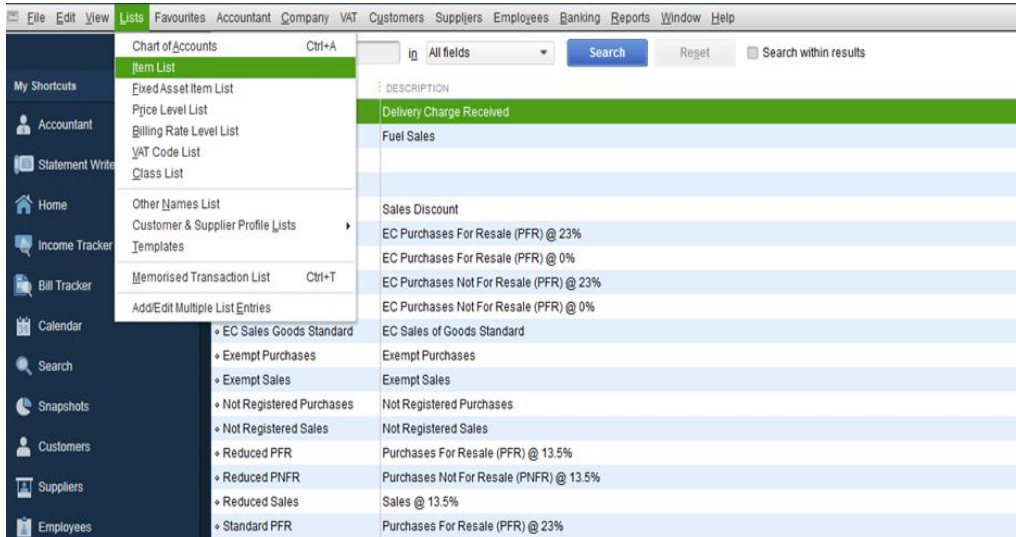 File Edit View Lists Favourites Accountant Company VAT Customers Suppliers Employees Banking Reports Window Help
in All fields Search Reset Search within results
Chart of Accounts Ctrl+A
Item List
Fixed Asset Item List
Price Level List
Billing Rate Level List
VAT Code List
Class List
Other Names List
Customer & Supplier Profile Lists
Templates
Memorised Transaction List Ctrl+T
Add/Edit Multiple List Entries
My Shortcuts
Accountant
Statement Write
Home
Income Tracker
Bill Tracker
Calendar
Search
Snapshots
Customers
Suppliers
Employees
DESCRIPTION
Delivery Charge Received
Fuel Sales
Sales Discount
EC Purchases For Resale (PFR) @ 23%
EC Purchases For Resale (PFR) @ 0%
EC Purchases Not For Resale (PFR) @ 23%
EC Purchases Not For Resale (PFR) @ 0%
EC Sales Goods Standard EC Sales of Goods Standard
Exempt Purchases Exempt Purchases
Exempt Sales Exempt Sales
Not Registered Purchases Not Registered Purchases
Not Registered Sales Not Registered Sales
Reduced PFR Purchases For Resale (PFR) @ 13.5%
Reduced PNFR Purchases Not For Resale (PNFR) @ 13.5%
Reduced Sales Sales @ 13.5%
Standard PFR Purchases For Resale (PFR) @ 23%